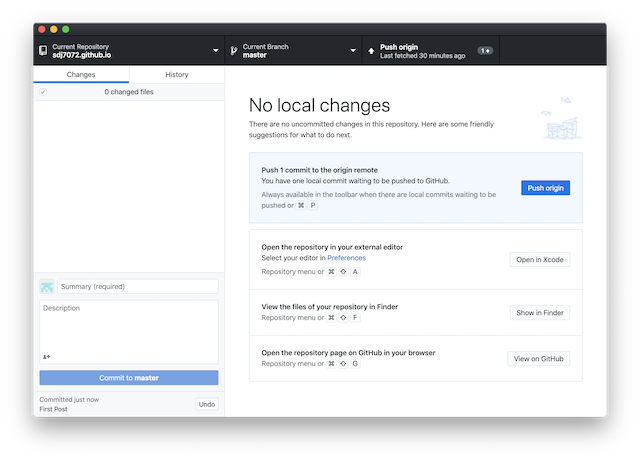 Current Repository
sdj7072.github.io
Current Branch
master
Push origin
Last fetched 30 minutes ago
1
Changes
History
0 changed files
No local changes
There are no uncommitted changes in this repository. Here are some friendly
suggestions for what to do next.
Push 1 commit to the origin remote
You have one local commit waiting to be pushed to GitHub.
Always available in the toolbar when there are local commits waiting to be
pushed or ⌘ P
Push origin
Open the repository in your external editor
Select your editor in Preferences
Repository menu or ⌘ ⇧ A
Open in Xcode
View the files of your repository in Finder
Repository menu or ⌘ ⇧ F
Show in Finder
Open the repository page on GitHub in your browser
Repository menu or ⌘ ⇧ G
View on GitHub
Summary (required)
Description
Commit to master
Committed just now
First Post
Undo